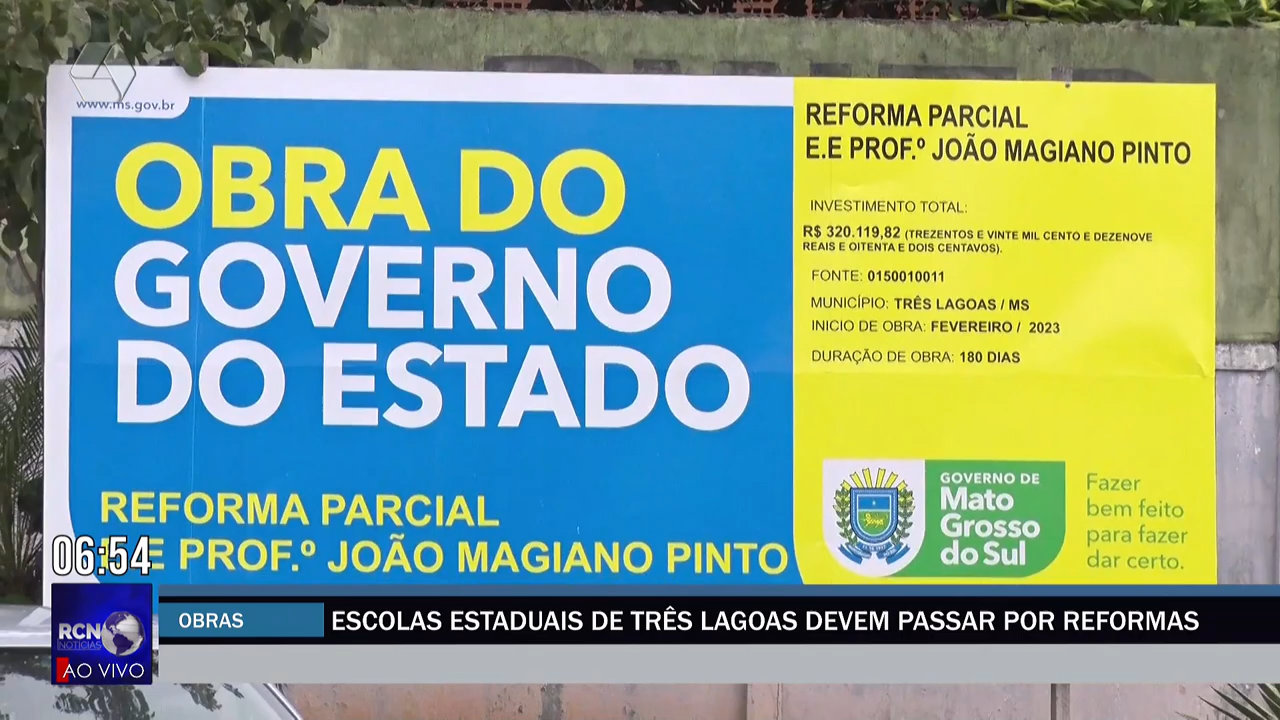 www.ms.gov.br
OBRA DO
GOVERNO
DO ESTADO
REFORMA PARCIAL
E.E PROF.º JOÃO MAGIANO PINTO
REFORMA PARCIAL
E.E PROF.º JOÃO MAGIANO PINTO
INVESTIMENTO TOTAL:
R$ 320.119,82 (TREZENTOS E VINTE MIL CENTO E DEZENOVE
REAIS E OITENTA E DOIS CENTAVOS).
FONTE: 0150010011
MUNICÍPIO: TRÊS LAGOAS / MS
INICIO DE OBRA: FEVEREIRO / 2023
DURAÇÃO DE OBRA: 180 DIAS
GOVERNO DE
Mato
Grosso
do Sul
Fazer
bem feito
para fazer
dar certo.
06:54
RCN
NOTÍCIAS
AO VIVO
OBRAS
ESCOLAS ESTADUAIS DE TRÊS LAGOAS DEVEM PASSAR POR REFORMAS